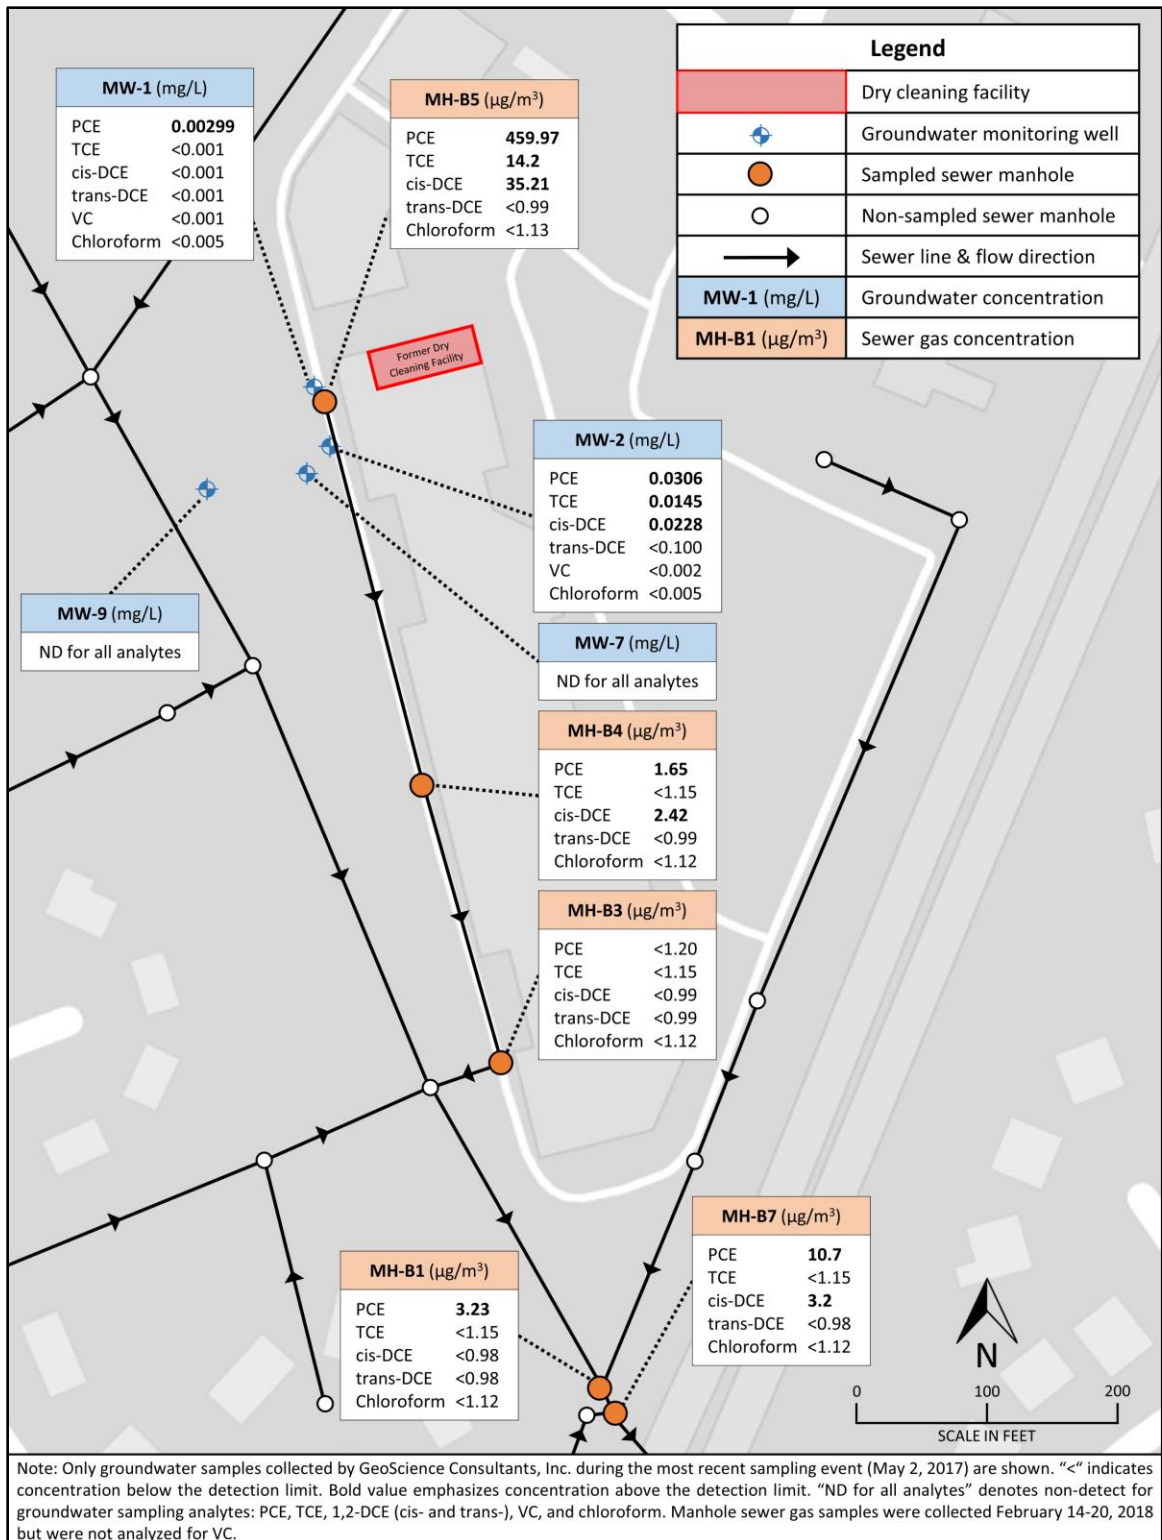 Legend
Dry cleaning facility
Groundwater monitoring well
Sampled sewer manhole
Non-sampled sewer manhole
Sewer line & flow direction
MW-1 (mg/L) Groundwater concentration
MH-B1 (µg/m³) Sewer gas concentration
MW-1 (mg/L)
PCE 0.00299
TCE <0.001
cis-DCE <0.001
trans-DCE <0.001
VC <0.001
Chloroform <0.005
MH-B5 (µg/m³)
PCE 459.97
TCE 14.2
cis-DCE 35.21
trans-DCE <0.99
Chloroform <1.13
Former Dry
Cleaning Facility
MW-2 (mg/L)
PCE 0.0306
TCE 0.0145
cis-DCE 0.0228
trans-DCE <0.100
VC <0.002
Chloroform <0.005
MW-9 (mg/L)
ND for all analytes
MW-7 (mg/L)
ND for all analytes
MH-B4 (µg/m³)
PCE 1.65
TCE <1.15
cis-DCE 2.42
trans-DCE <0.99
Chloroform <1.12
MH-B3 (µg/m³)
PCE <1.20
TCE <1.15
cis-DCE <0.99
trans-DCE <0.99
Chloroform <1.12
MH-B7 (µg/m³)
PCE 10.7
TCE <1.15
cis-DCE 3.2
trans-DCE <0.98
Chloroform <1.12
MH-B1 (µg/m³)
PCE 3.23
TCE <1.15
cis-DCE <0.98
trans-DCE <0.98
Chloroform <1.12
N
0 100 200
SCALE IN FEET
Note: Only groundwater samples collected by GeoScience Consultants, Inc. during the most recent sampling event (May 2, 2017) are shown. "<" indicates
concentration below the detection limit. Bold value emphasizes concentration above the detection limit. "ND for all analytes" denotes non-detect for
groundwater sampling analytes: PCE, TCE, 1,2-DCE (cis- and trans-), VC, and chloroform. Manhole sewer gas samples were collected February 14-20, 2018
but were not analyzed for VC.